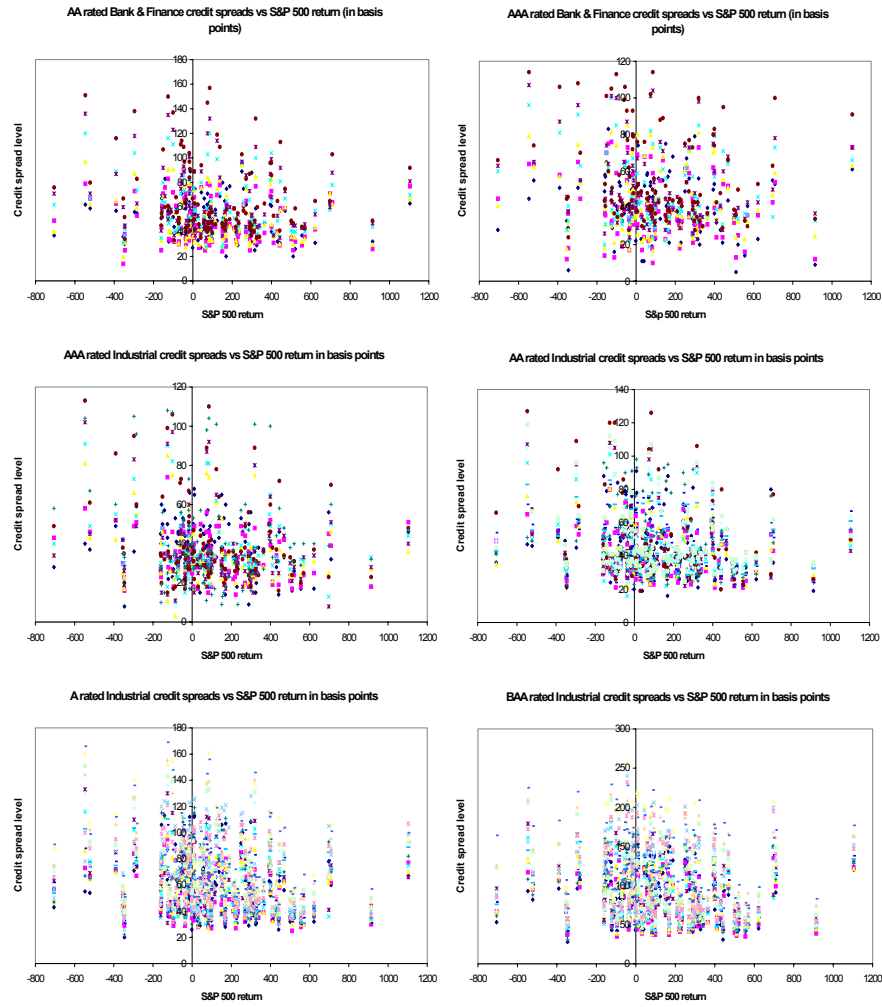 AA rated Bank & Finance credit spreads vs S&P 500 return (in basis
points)
180
160
140
120
100
80
60
40
20
0
-800 -600 -400 -200 0 200 400 600 800 1000 1200
Credit spread level
S&P 500 return
AAA rated Bank & Finance credit spreads vs S&P 500 return (in basis
points)
120
100
80
60
40
20
0
-800 -600 -400 -200 0 200 400 600 800 1000 1200
Credit spread level
S&p 500 return
AAA rated Industrial credit spreads vs S&P 500 return in basis points
120
100
80
60
40
20
0
-800 -600 -400 -200 0 200 400 600 800 1000 1200
Credit spread level
S&P 500 return
AA rated Industrial credit spreads vs S&P 500 return in basis points
140
120
100
80
60
40
20
0
-800 -600 -400 -200 0 200 400 600 800 1000 1200
Credit spread level
S&P 500 return
A rated Industrial credit spreads vs S&P 500 return in basis points
180
160
140
120
100
80
60
40
20
0
-800 -600 -400 -200 0 200 400 600 800 1000 1200
Credit spread level
S&P 500 return
BAA rated Industrial credit spreads vs S&P 500 return in basis points
300
250
200
150
100
50
0
-800 -600 -400 -200 0 200 400 600 800 1000 1200
Credit spread level
S&P 500 return